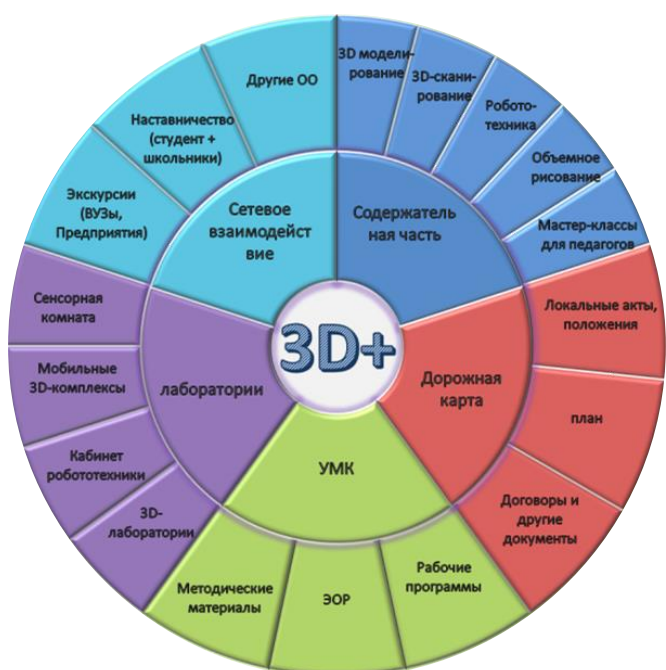 3D модели-
рование
3D-скани-
рование
Робото-
техника
Объемное
рисование
Мастер-классы
для педагогов
Локальные акты,
положения
план
Договоры и
другие
документы
Рабочие
программы
ЭОР
Методические
материалы
3D-
лаборатории
Кабинет
робототехники
Мобильные
3D-комплексы
Сенсорная
комната
Экскурсии
(ВУЗы,
Предприятия)
Наставничество
(студент +
школьники)
Другие ОО
Сетевое
взаимодейст
вие
Содержатель
ная часть
Дорожная
карта
УМК
лаборатории
3D+